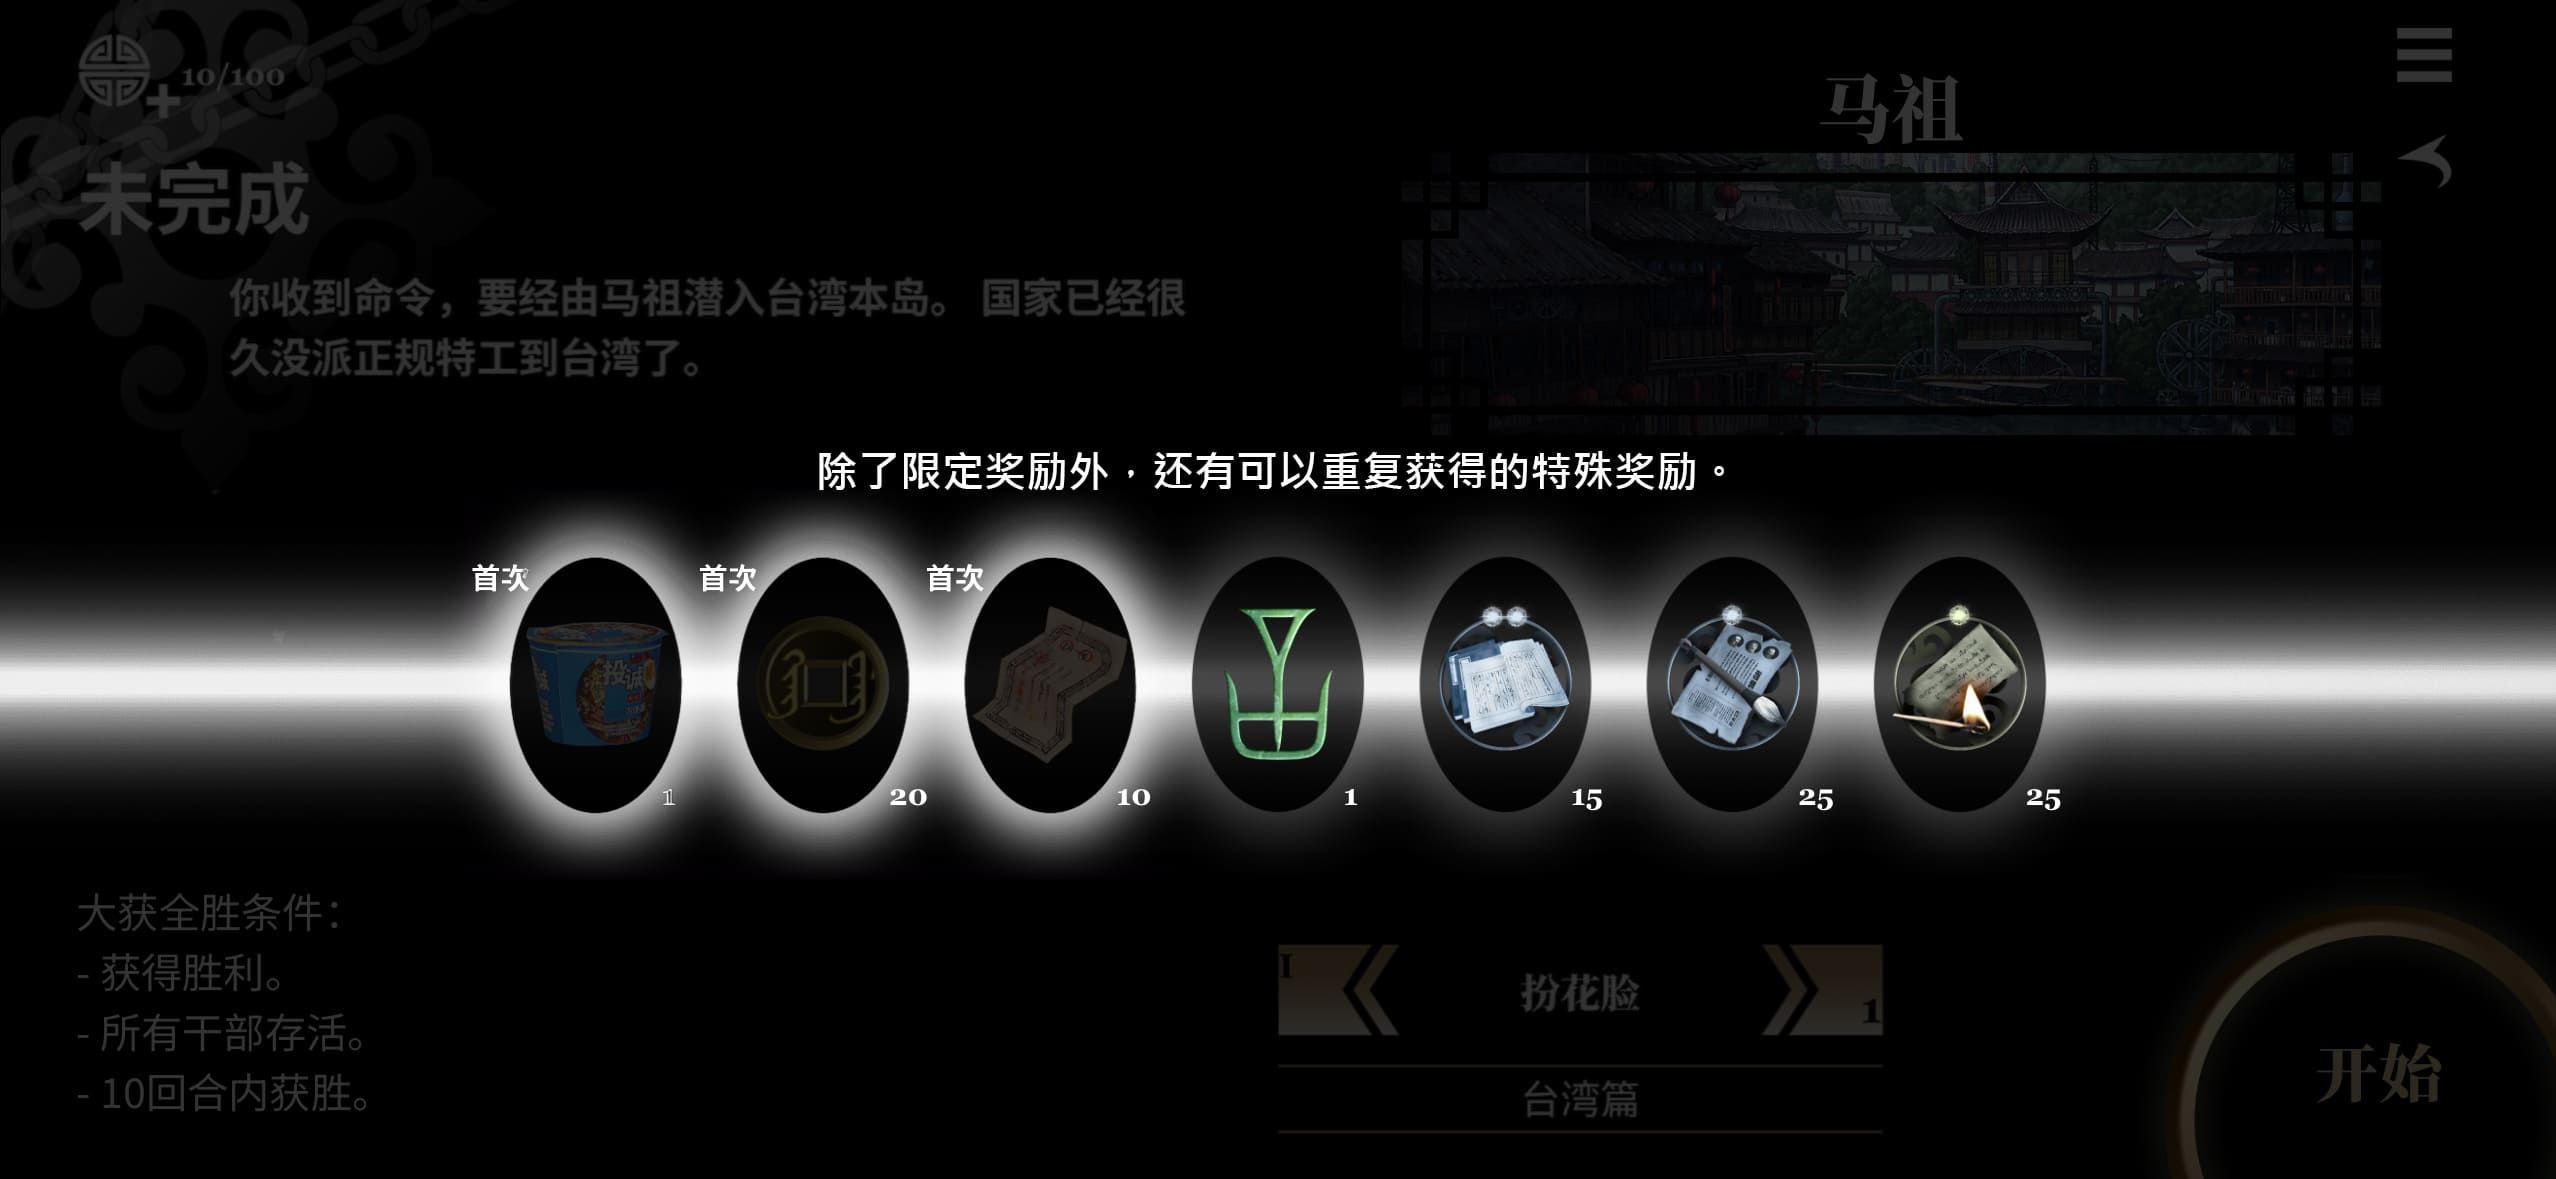 10/100
马祖
未完成
你收到命令，要经由马祖潜入台湾本岛。 国家已经很
久没派正规特工到台湾了。
除了限定奖励外，还有可以重复获得的特殊奖励。
首次 首次 首次
投诚
1 20 10 1 15 25 25
大获全胜条件：
- 获得胜利。
- 所有干部存活。
- 10回合内获胜。
I 扮花脸 1
台湾篇
开始